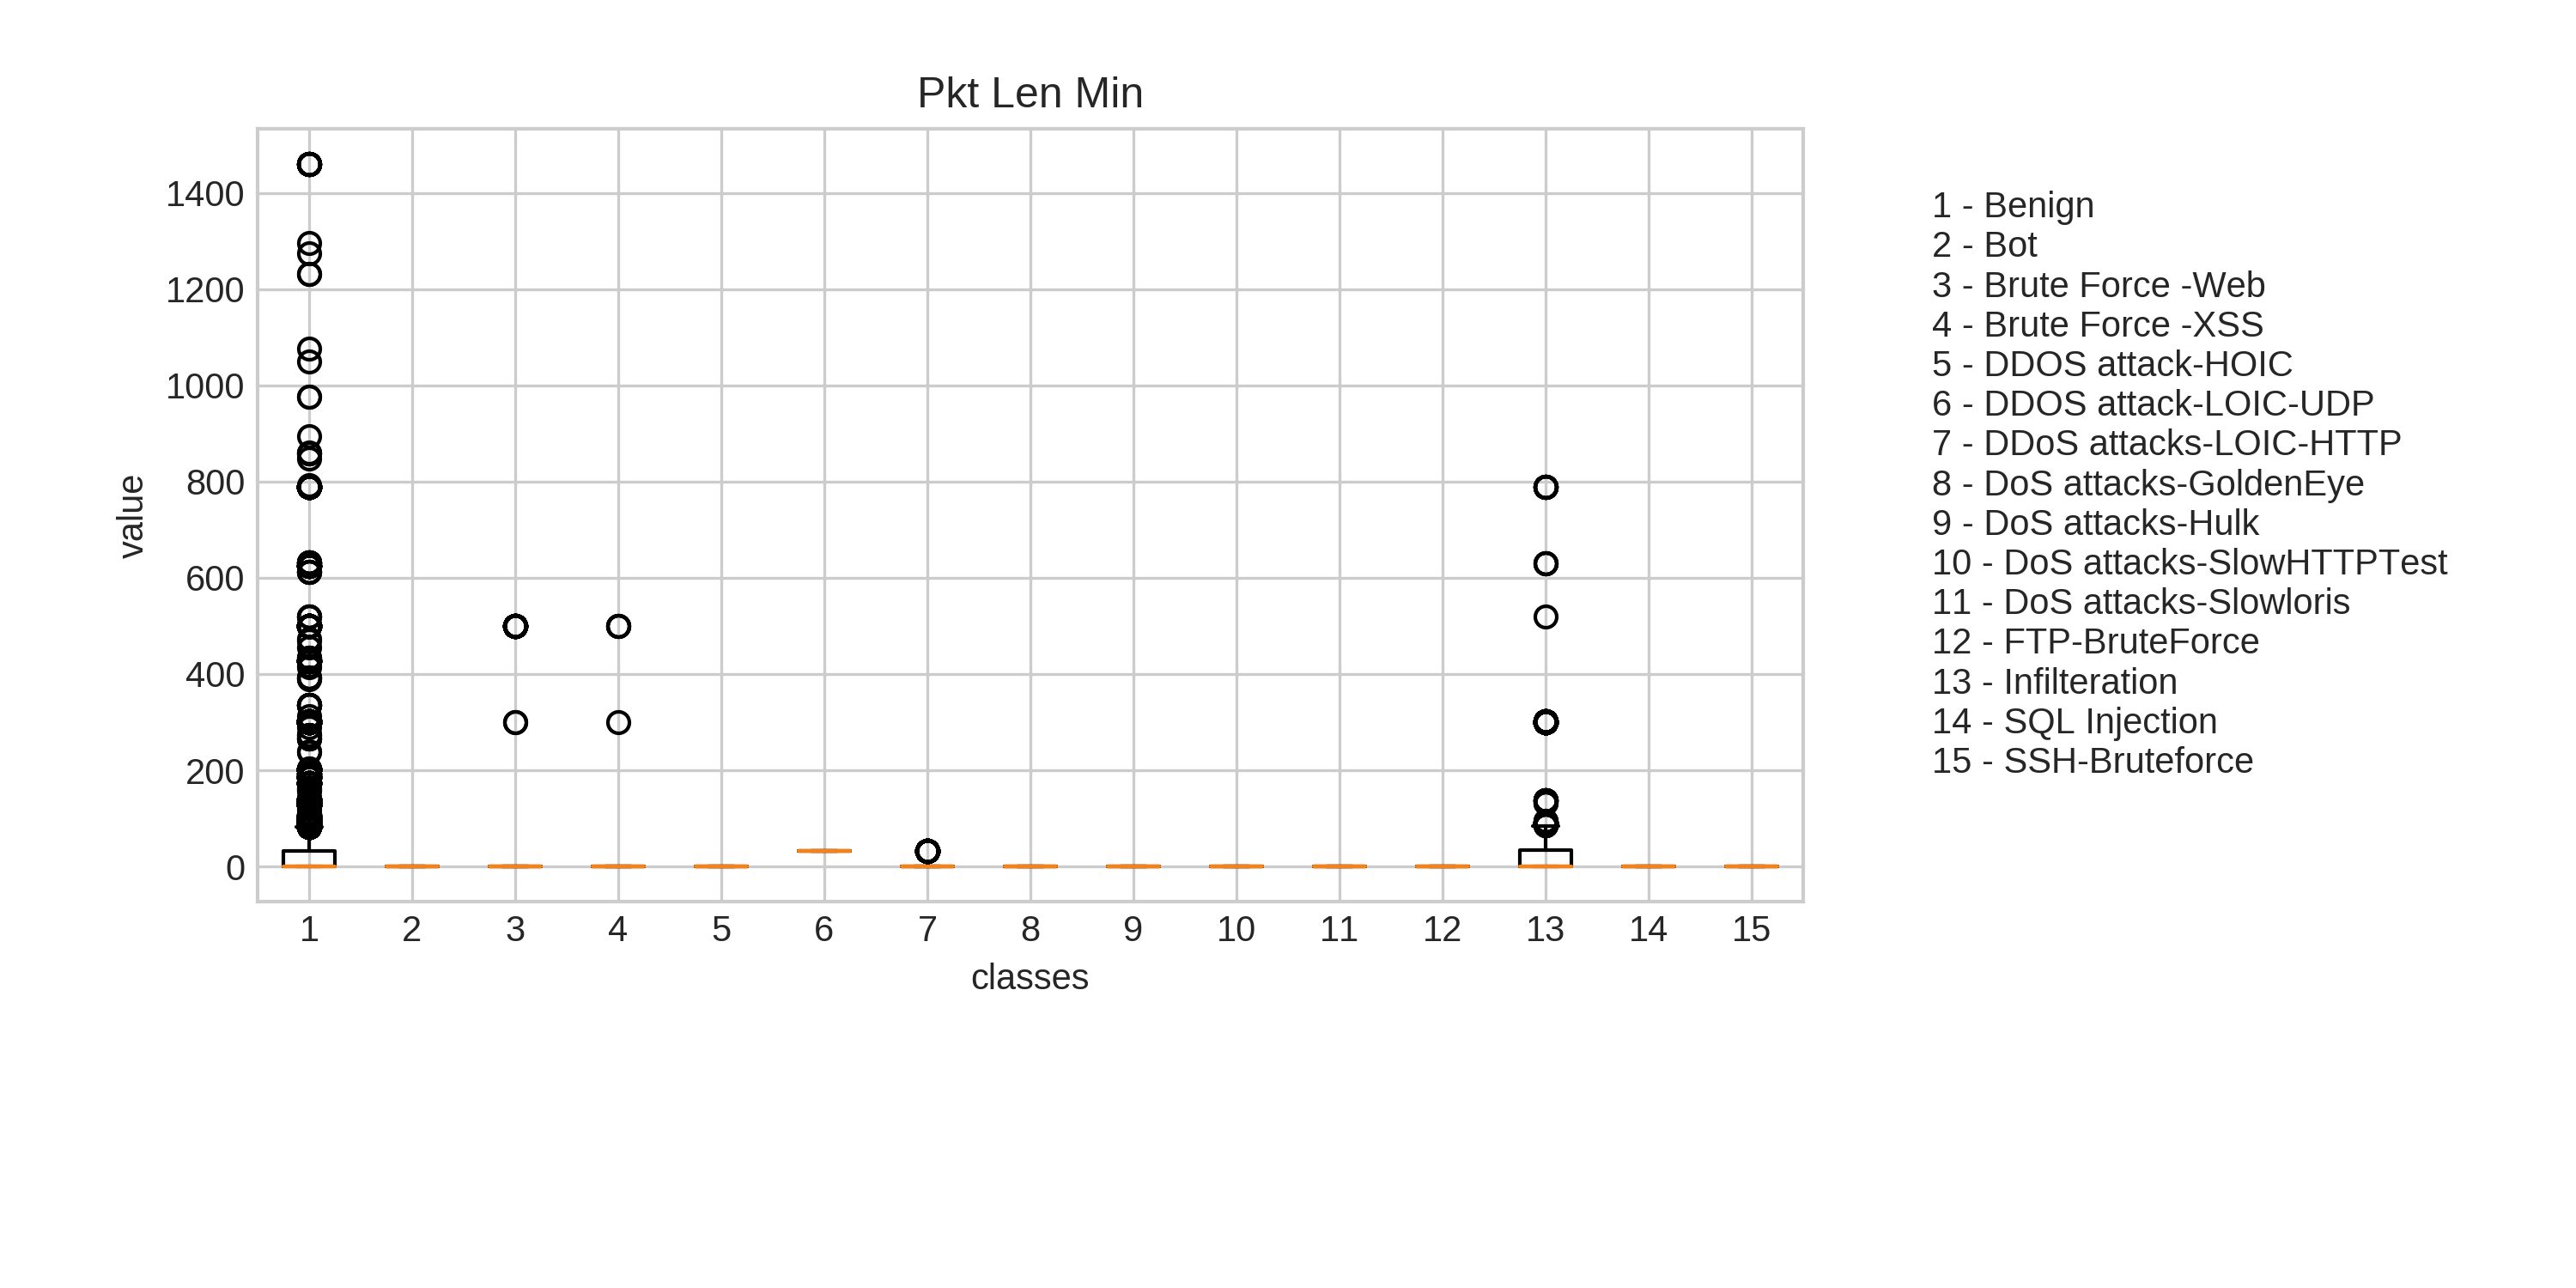 Pkt Len Min
1400
1200
1000
800
600
400
200
0
value
1 2 3 4 5 6 7 8 9 10 11 12 13 14 15
classes
1 - Benign
2 - Bot
3 - Brute Force -Web
4 - Brute Force -XSS
5 - DDOS attack-HOIC
6 - DDOS attack-LOIC-UDP
7 - DDoS attacks-LOIC-HTTP
8 - DoS attacks-GoldenEye
9 - DoS attacks-Hulk
10 - DoS attacks-SlowHTTPTest
11 - DoS attacks-Slowloris
12 - FTP-BruteForce
13 - Infilteration
14 - SQL Injection
15 - SSH-Bruteforce